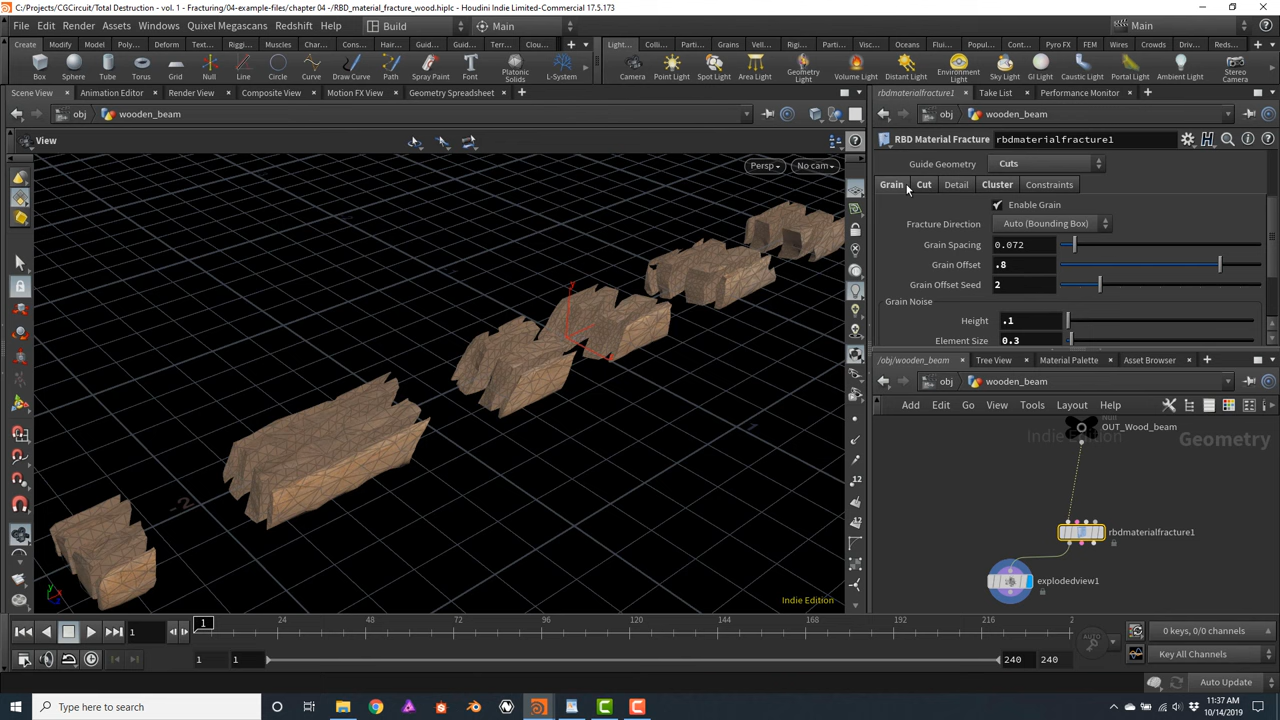 C:/Projects/CGCircuit/Total Destruction - vol. 1 - Fracturing/04-example-files/chapter 04 -/RBD_material_fracture_wood.hiplc - Houdini Indie Limited-Commercial 17.5.173
File Edit Render Assets Windows Quixel Megascans Redshift Help Build Main Main
Create Modify Model Poly... Deform Text... Riggi... Muscles Char... Cons... Hair... Guid... Guid... Terr... Clou... Light... Colli... Parti... Grains Vell... Rigi... Parti... Visc... Oceans Flui... Popul... Cont... Pyro FX FEM Wires Crowds Driv... Reds...
Box Sphere Tube Torus Grid Null Line Circle Curve Draw Curve Path Spray Paint Font Platonic Solids L-System Camera Point Light Spot Light Area Light Geometry Light Volume Light Distant Light Environment Light Sky Light GI Light Caustic Light Portal Light Ambient Light Stereo Camera
Scene View Animation Editor Render View Composite View Motion FX View Geometry Spreadsheet rbdmaterialfracture1 Take List Performance Monitor
obj wooden_beam obj wooden_beam
View RBD Material Fracture rbdmaterialfracture1
Persp No cam Guide Geometry Cuts
Grain Cut Detail Cluster Constraints
Enable Grain
Fracture Direction Auto (Bounding Box)
Grain Spacing 0.072
Grain Offset .8
Grain Offset Seed 2
Grain Noise
Height .1
Element Size 0.3
/obj/wooden_beam Tree View Material Palette Asset Browser
obj wooden_beam
Add Edit Go View Tools Layout Help
OUT_Wood_beam
Indie Edition Geometry
rbdmaterialfracture1
explodedview1
-2
1
y
12
12
y
Indie Edition
1 1 24 48 72 96 120 144 168 192 216 2 0 keys, 0/0 channels
1 1 240 240 Key All Channels
AUTO
Auto Update
Type here to search 11:37 AM
10/14/2019